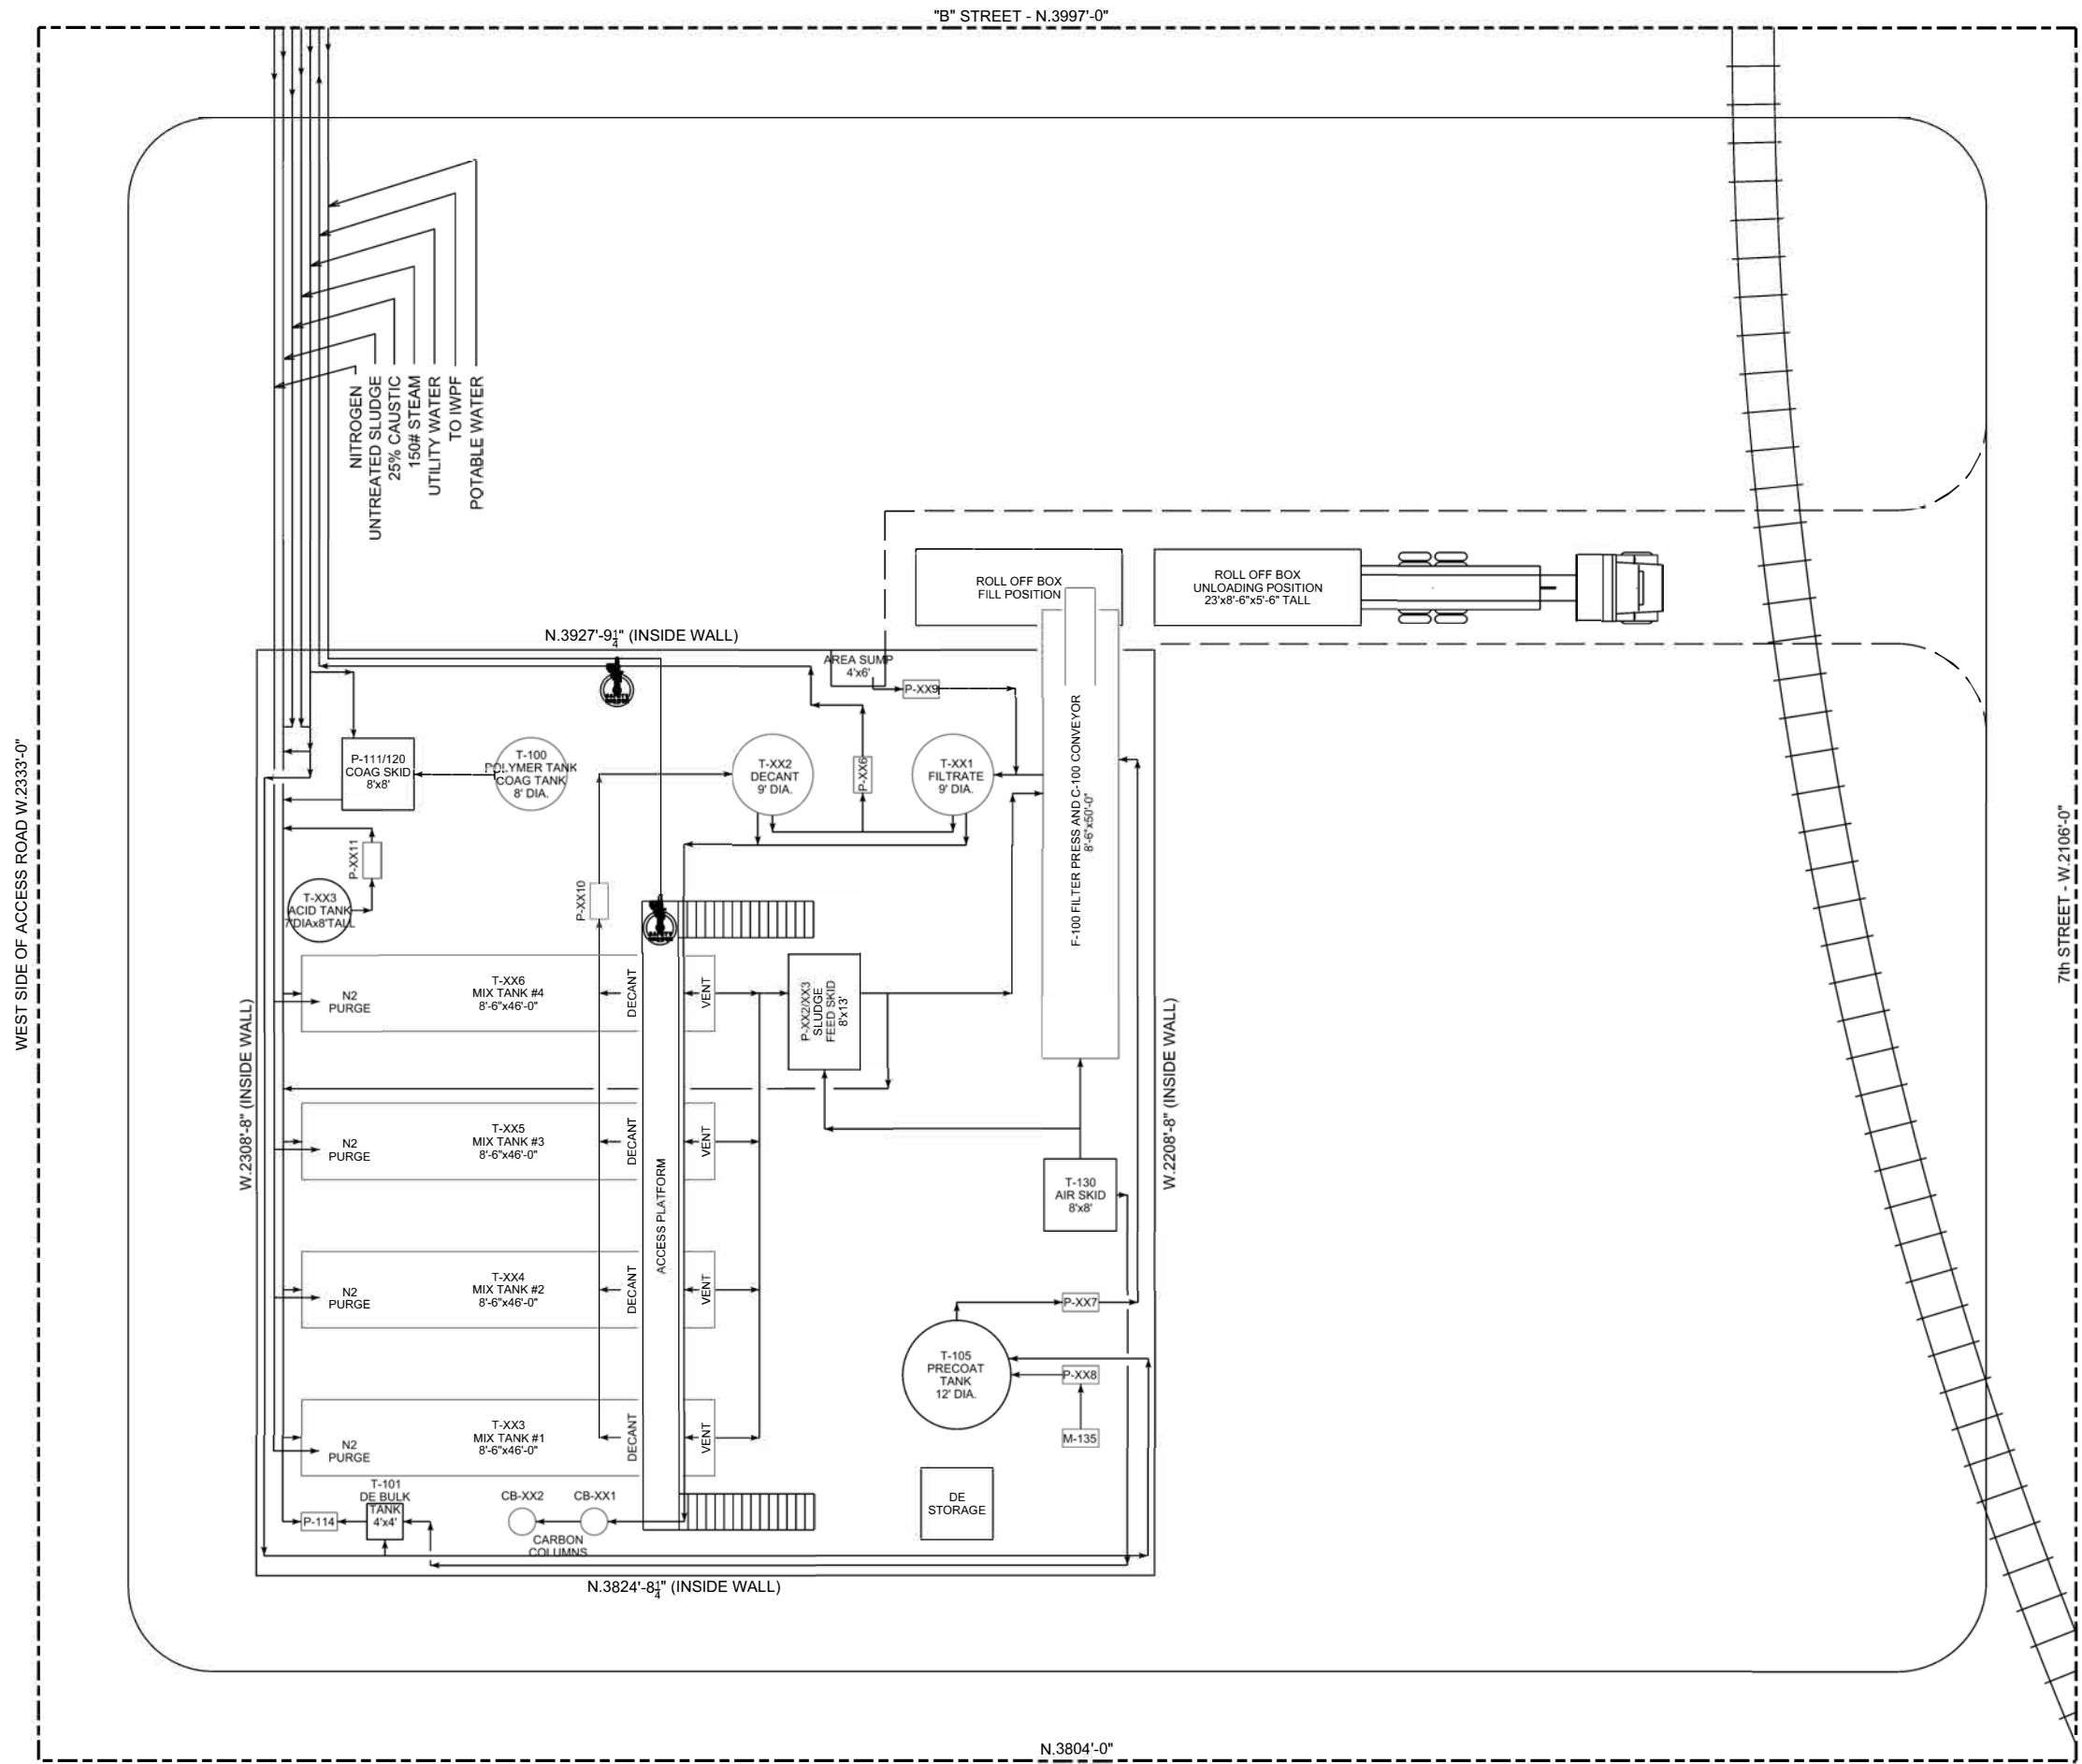 "B" STREET - N.3997'-0"
NITROGEN
UNTREATED SLUDGE
25% CAUSTIC
150# STEAM
UTILITY WATER
TO IWPF
POTABLE WATER
ROLL OFF BOX
FILL POSITION
ROLL OFF BOX
UNLOADING POSITION
23'x8'-6"x5'-6" TALL
N.3927'-9¼" (INSIDE WALL)
AREA SUMP
4'x6'
P-XX9
WEST SIDE OF ACCESS ROAD W.2333'-0"
7th STREET - W.2106'-0"
P-111/120
COAG SKID
8'x8'
T-100
POLYMER TANK
COAG TANK
8' DIA.
T-XX2
DECANT
9' DIA.
P-XX6
T-XX1
FILTRATE
9' DIA.
F-100 FILTER PRESS AND C-100 CONVEYOR
8'-6"x50'-0"
P-XX11
T-XX3
ACID TANK
7'DIAx8'TALL
P-XX10
W.2308'-8" (INSIDE WALL)
W.2208'-8" (INSIDE WALL)
N2
PURGE
T-XX6
MIX TANK #4
8'-6"x46'-0"
DECANT
VENT
P-XX2/XX3
SLUDGE
FEED SKID
8'x13'
N2
PURGE
T-XX5
MIX TANK #3
8'-6"x46'-0"
DECANT
VENT
ACCESS PLATFORM
T-130
AIR SKID
8'x8'
N2
PURGE
T-XX4
MIX TANK #2
8'-6"x46'-0"
DECANT
VENT
P-XX7
T-105
PRECOAT
TANK
12' DIA.
P-XX8
M-135
N2
PURGE
T-XX3
MIX TANK #1
8'-6"x46'-0"
DECANT
VENT
T-101
DE BULK
TANK
4'x4'
P-114
CB-XX2
CB-XX1
CARBON
COLUMNS
DE
STORAGE
N.3824'-8¼" (INSIDE WALL)
N.3804'-0"